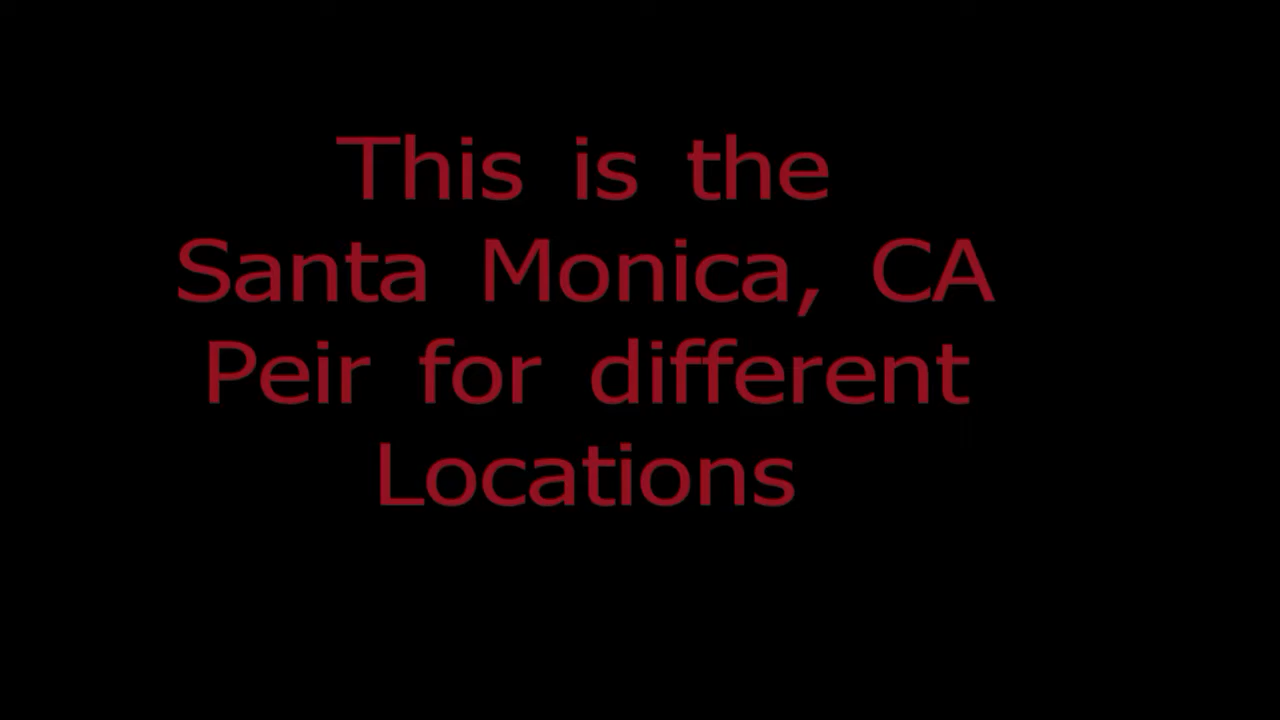 This is the
Santa Monica, CA
Peir for different
Locations